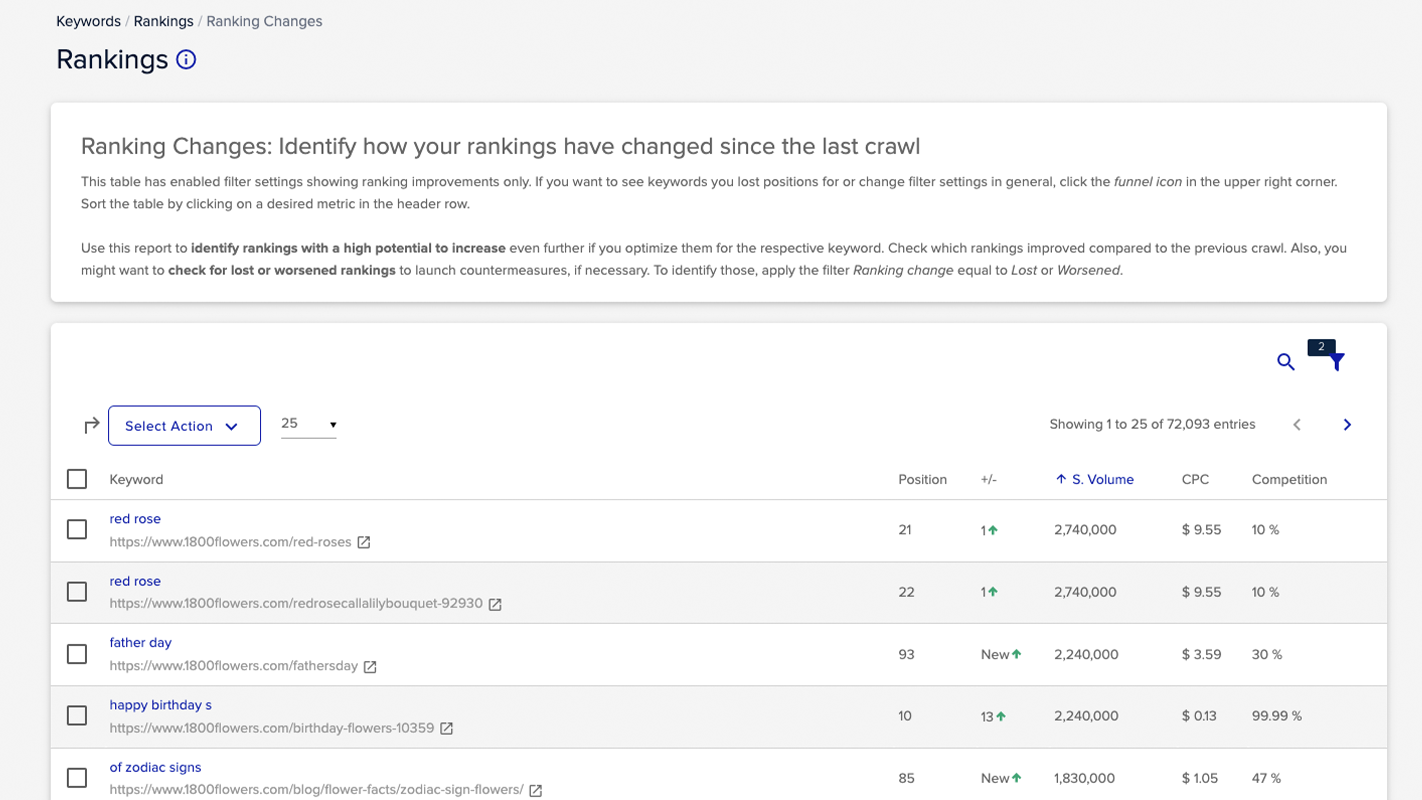 Keywords / Rankings / Ranking Changes
Rankings
Ranking Changes: Identify how your rankings have changed since the last crawl
This table has enabled filter settings showing ranking improvements only. If you want to see keywords you lost positions for or change filter settings in general, click the funnel icon in the upper right corner.
Sort the table by clicking on a desired metric in the header row.
Use this report to identify rankings with a high potential to increase even further if you optimize them for the respective keyword. Check which rankings improved compared to the previous crawl. Also, you
might want to check for lost or worsened rankings to launch countermeasures, if necessary. To identify those, apply the filter Ranking change equal to Lost or Worsened.
2
Select Action 25 Showing 1 to 25 of 72,093 entries
Keyword Position +/- S. Volume CPC Competition
red rose
https://www.1800flowers.com/red-roses 21 1 2,740,000 $ 9.55 10 %
red rose
https://www.1800flowers.com/redrosecallalilybouquet-92930 22 1 2,740,000 $ 9.55 10 %
father day
https://www.1800flowers.com/fathersday 93 New 2,240,000 $ 3.59 30 %
happy birthday s
https://www.1800flowers.com/birthday-flowers-10359 10 13 2,240,000 $ 0.13 99.99 %
of zodiac signs
https://www.1800flowers.com/blog/flower-facts/zodiac-sign-flowers/ 85 New 1,830,000 $ 1.05 47 %